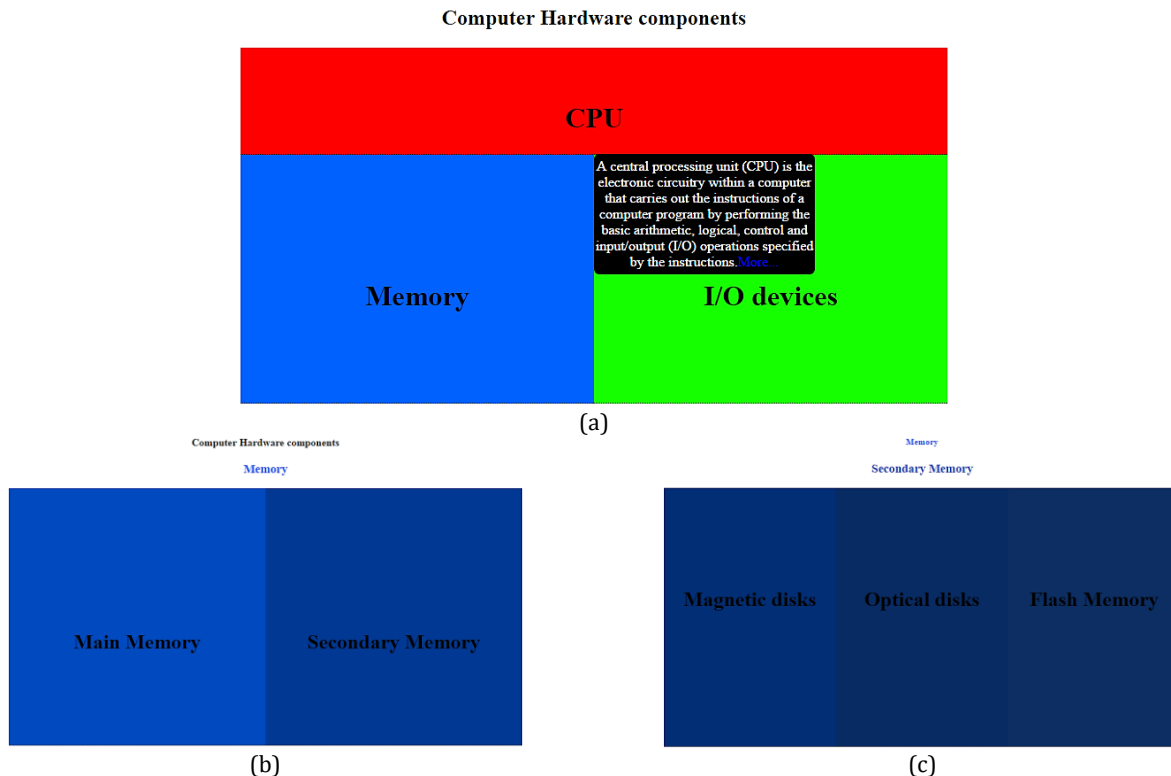 Computer Hardware components
CPU
A central processing unit (CPU) is the
electronic circuitry within a computer
that carries out the instructions of a
computer program by performing the
basic arithmetic, logical, control and
input/output (I/O) operations specified
by the instructions.More...
Memory
I/O devices
(a)
Computer Hardware components
Memory
Main Memory
Secondary Memory
(b)
Memory
Secondary Memory
Magnetic disks
Optical disks
Flash Memory
(c)